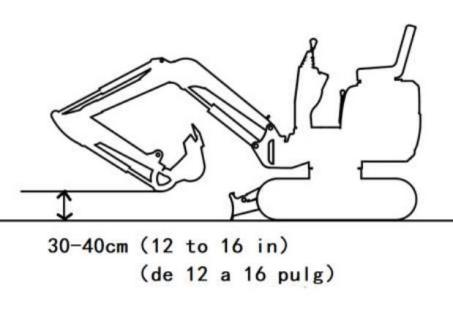 30-40cm (12 to 16 in)
(de 12 a 16 pulg)